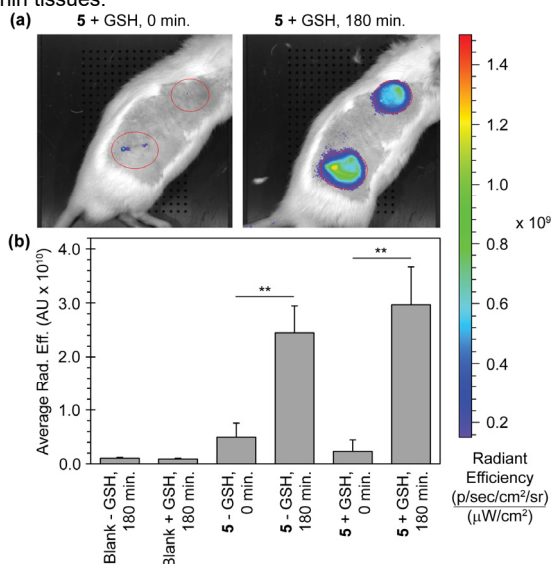 nin tissues.
(a) 5 + GSH, 0 min. 5 + GSH, 180 min.
1.4
1.2
1.0
x 10⁹
0.8
0.6
0.4
0.2
Radiant
Efficiency
(p/sec/cm²/sr)
(μW/cm²)
(b)
Average Rad. Eff. (AU x 10¹⁰)
4.0
3.0
2.0
1.0
0.0
**
**
Blank - GSH,
180 min.
Blank + GSH,
180 min.
5 - GSH,
0 min.
5 - GSH,
180 min.
5 + GSH,
0 min.
5 + GSH,
180 min.